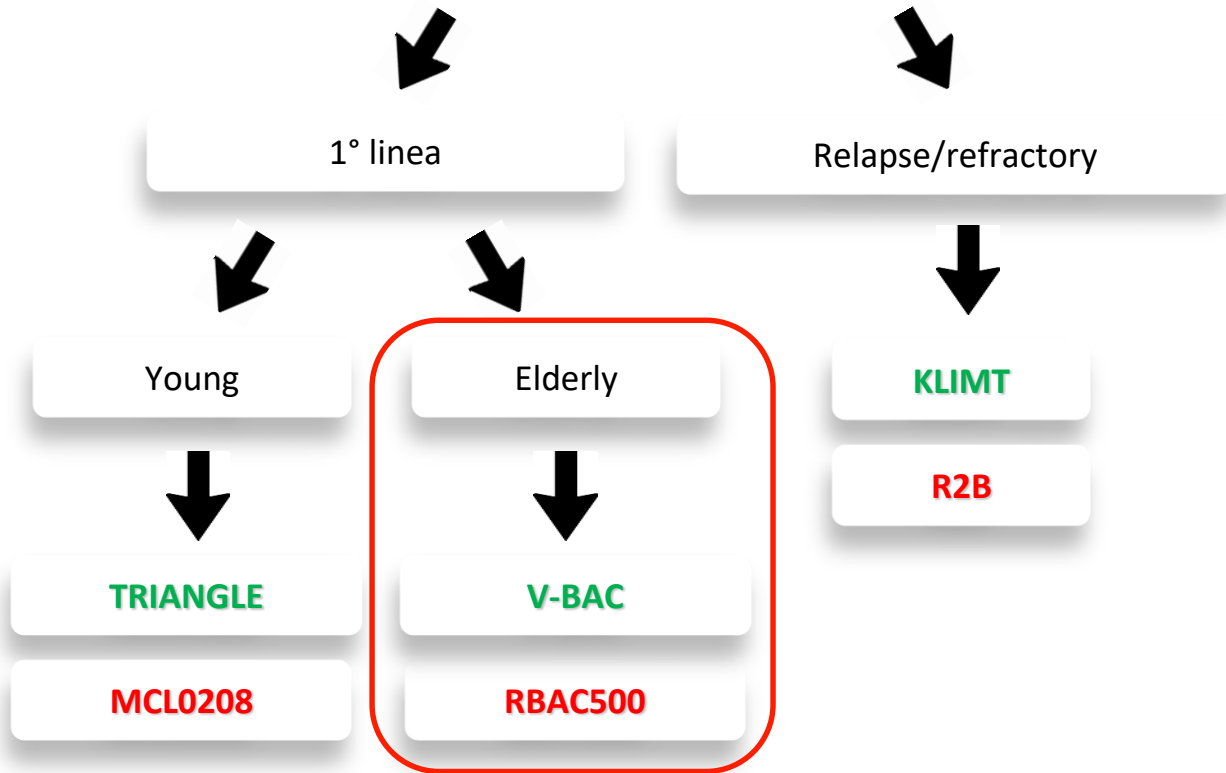 1° linea
Relapse/refractory
Young
Elderly
KLIMT
R2B
TRIANGLE
V-BAC
MCL0208
RBAC500